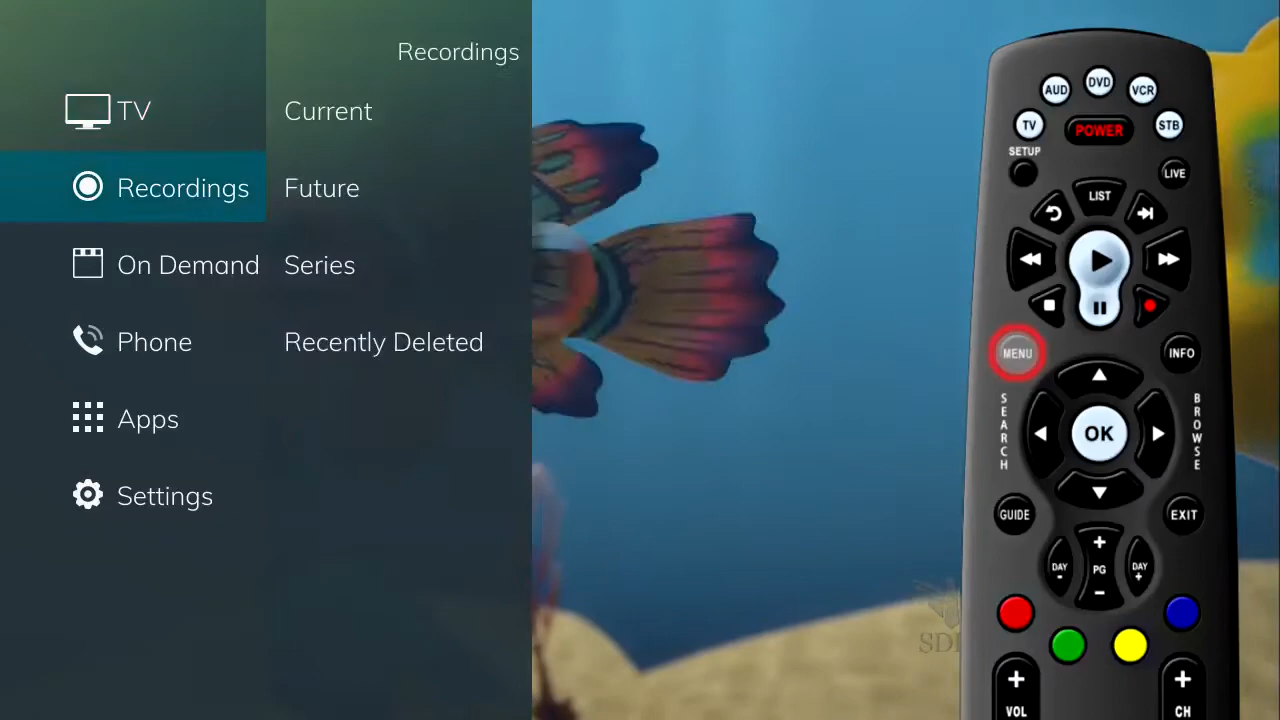 Recordings
TV
Recordings
On Demand
Phone
Apps
Settings
Current
Future
Series
Recently Deleted
AUD
DVD
VCR
TV
POWER
STB
SETUP
LIVE
LIST
MENU
INFO
SEARCH
BROWSE
OK
GUIDE
EXIT
DAY -
+ PG -
DAY +
+
VOL
+
CH